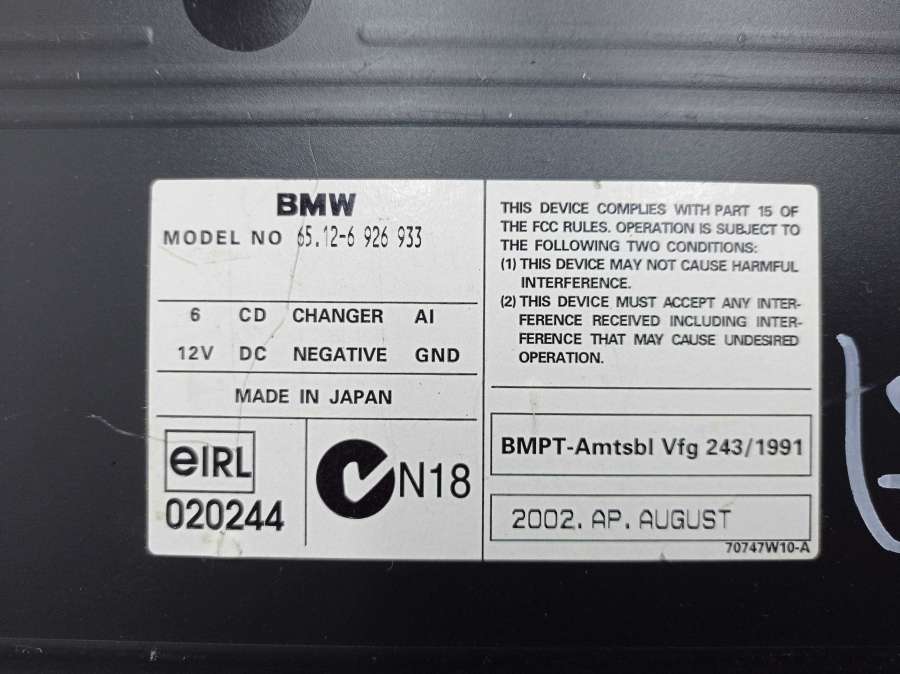 BMW
MODEL NO 65.12-6 926 933
6 CD CHANGER AI
12V DC NEGATIVE GND
MADE IN JAPAN
eIRL
020244
N18
THIS DEVICE COMPLIES WITH PART 15 OF
THE FCC RULES. OPERATION IS SUBJECT TO
THE FOLLOWING TWO CONDITIONS:
(1) THIS DEVICE MAY NOT CAUSE HARMFUL
INTERFERENCE.
(2) THIS DEVICE MUST ACCEPT ANY INTER-
FERENCE RECEIVED INCLUDING INTER-
FERENCE THAT MAY CAUSE UNDESIRED
OPERATION.
BMPT-Amtsbl Vfg 243/1991
2002. AP. AUGUST
70747W10-A